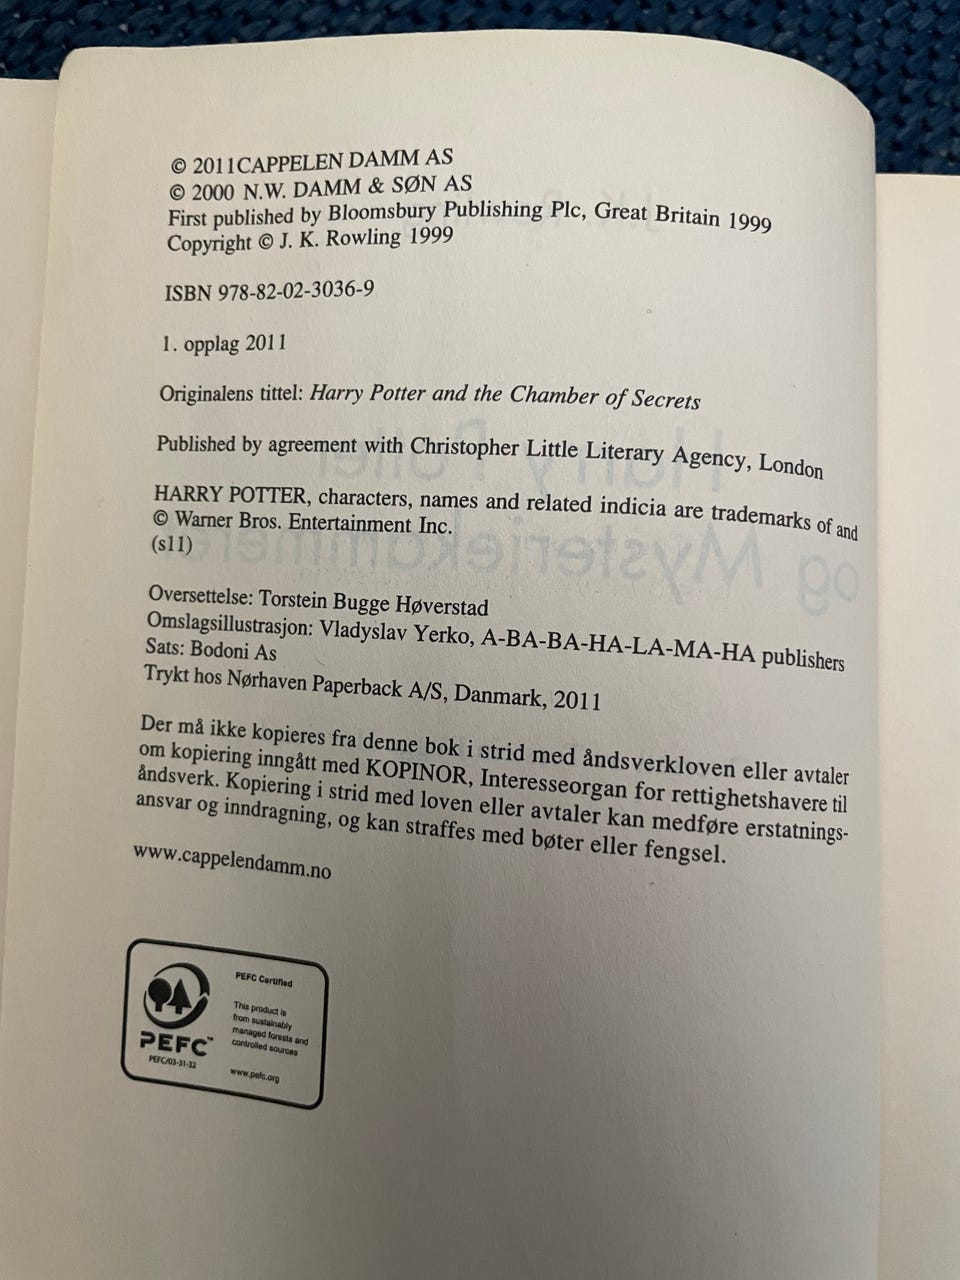 © 2011CAPPELEN DAMM AS
© 2000 N.W. DAMM & SØN AS
First published by Bloomsbury Publishing Plc, Great Britain 1999
Copyright © J. K. Rowling 1999
ISBN 978-82-02-3036-9
1. opplag 2011
Originalens tittel: Harry Potter and the Chamber of Secrets
Published by agreement with Christopher Little Literary Agency, London
HARRY POTTER, characters, names and related indicia are trademarks of and
© Warner Bros. Entertainment Inc.
(s11)
Oversettelse: Torstein Bugge Høverstad
Omslagsillustrasjon: Vladyslav Yerko, A-BA-BA-HA-LA-MA-HA publishers
Sats: Bodoni As
Trykt hos Nørhaven Paperback A/S, Danmark, 2011
Der må ikke kopieres fra denne bok i strid med åndsverkloven eller avtaler
om kopiering inngått med KOPINOR, Interesseorgan for rettighetshavere til
åndsverk. Kopiering i strid med loven eller avtaler kan medføre erstatnings-
ansvar og inndragning, og kan straffes med bøter eller fengsel.
www.cappelendamm.no
PEFC™
PEFC/03-31-32
PEFC Certified
This product is
from sustainably
managed forests and
controlled sources
www.pefc.org